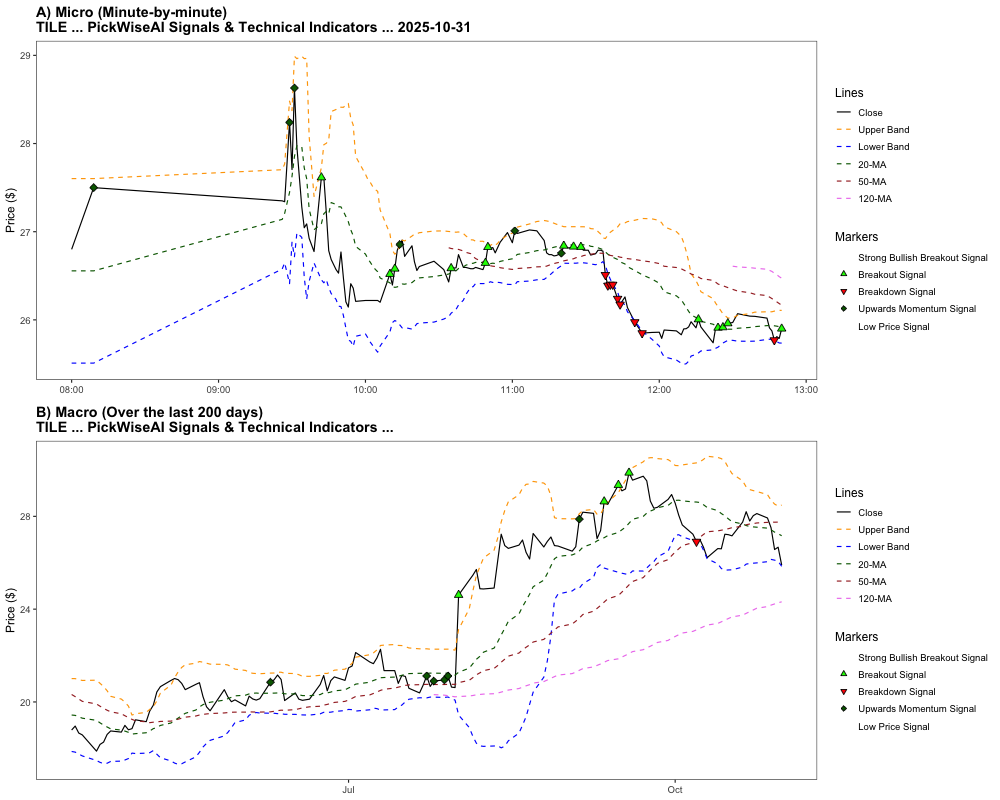 A) Micro (Minute-by-minute)
TILE ... PickWiseAI Signals & Technical Indicators ... 2025-10-31
29
28
27
26
Price ($)
08:00
09:00
10:00
11:00
12:00
13:00
Lines
Close
Upper Band
Lower Band
20-MA
50-MA
120-MA
Markers
Strong Bullish Breakout Signal
Breakout Signal
Breakdown Signal
Upwards Momentum Signal
Low Price Signal
B) Macro (Over the last 200 days)
TILE ... PickWiseAI Signals & Technical Indicators ...
28
24
20
Price ($)
Jul
Oct
Lines
Close
Upper Band
Lower Band
20-MA
50-MA
120-MA
Markers
Strong Bullish Breakout Signal
Breakout Signal
Breakdown Signal
Upwards Momentum Signal
Low Price Signal